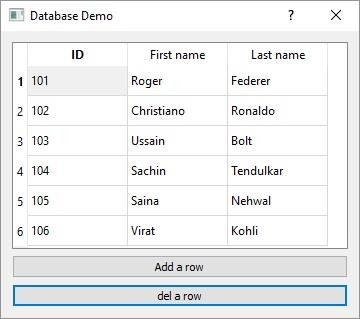 Database Demo ?
ID First name Last name
1 101 Roger Federer
2 102 Christiano Ronaldo
3 103 Ussain Bolt
4 104 Sachin Tendulkar
5 105 Saina Nehwal
6 106 Virat Kohli
Add a row
del a row